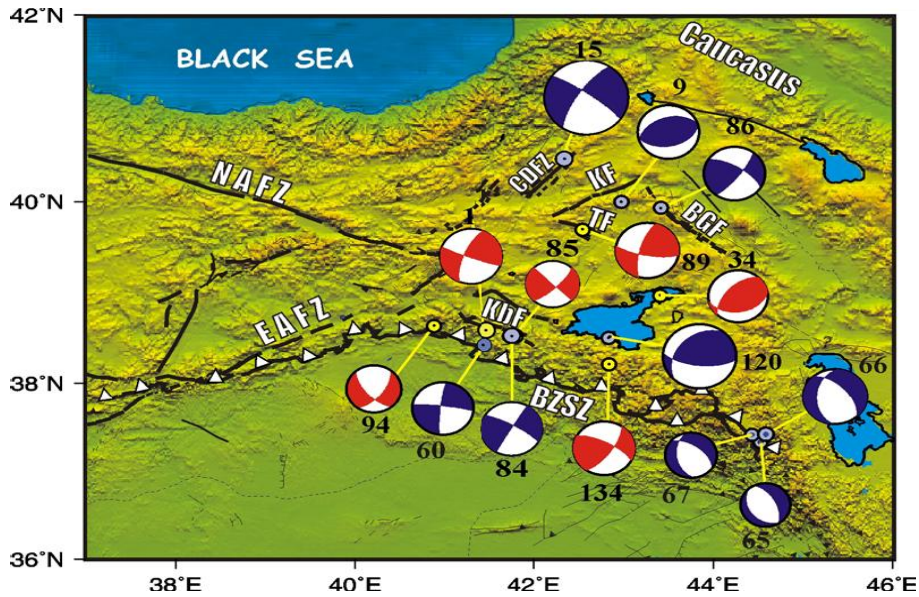 42°N
15
Caucasus
BLACK SEA
9
86
CDFZ
KF
NAFZ
40°N
1
TF
BGF
85
89
34
KbF
EAFZ
120
66
38°N
BZSZ
94
60
84
134
67
65
36°N
38°E
40°E
42°E
44°E
46°E